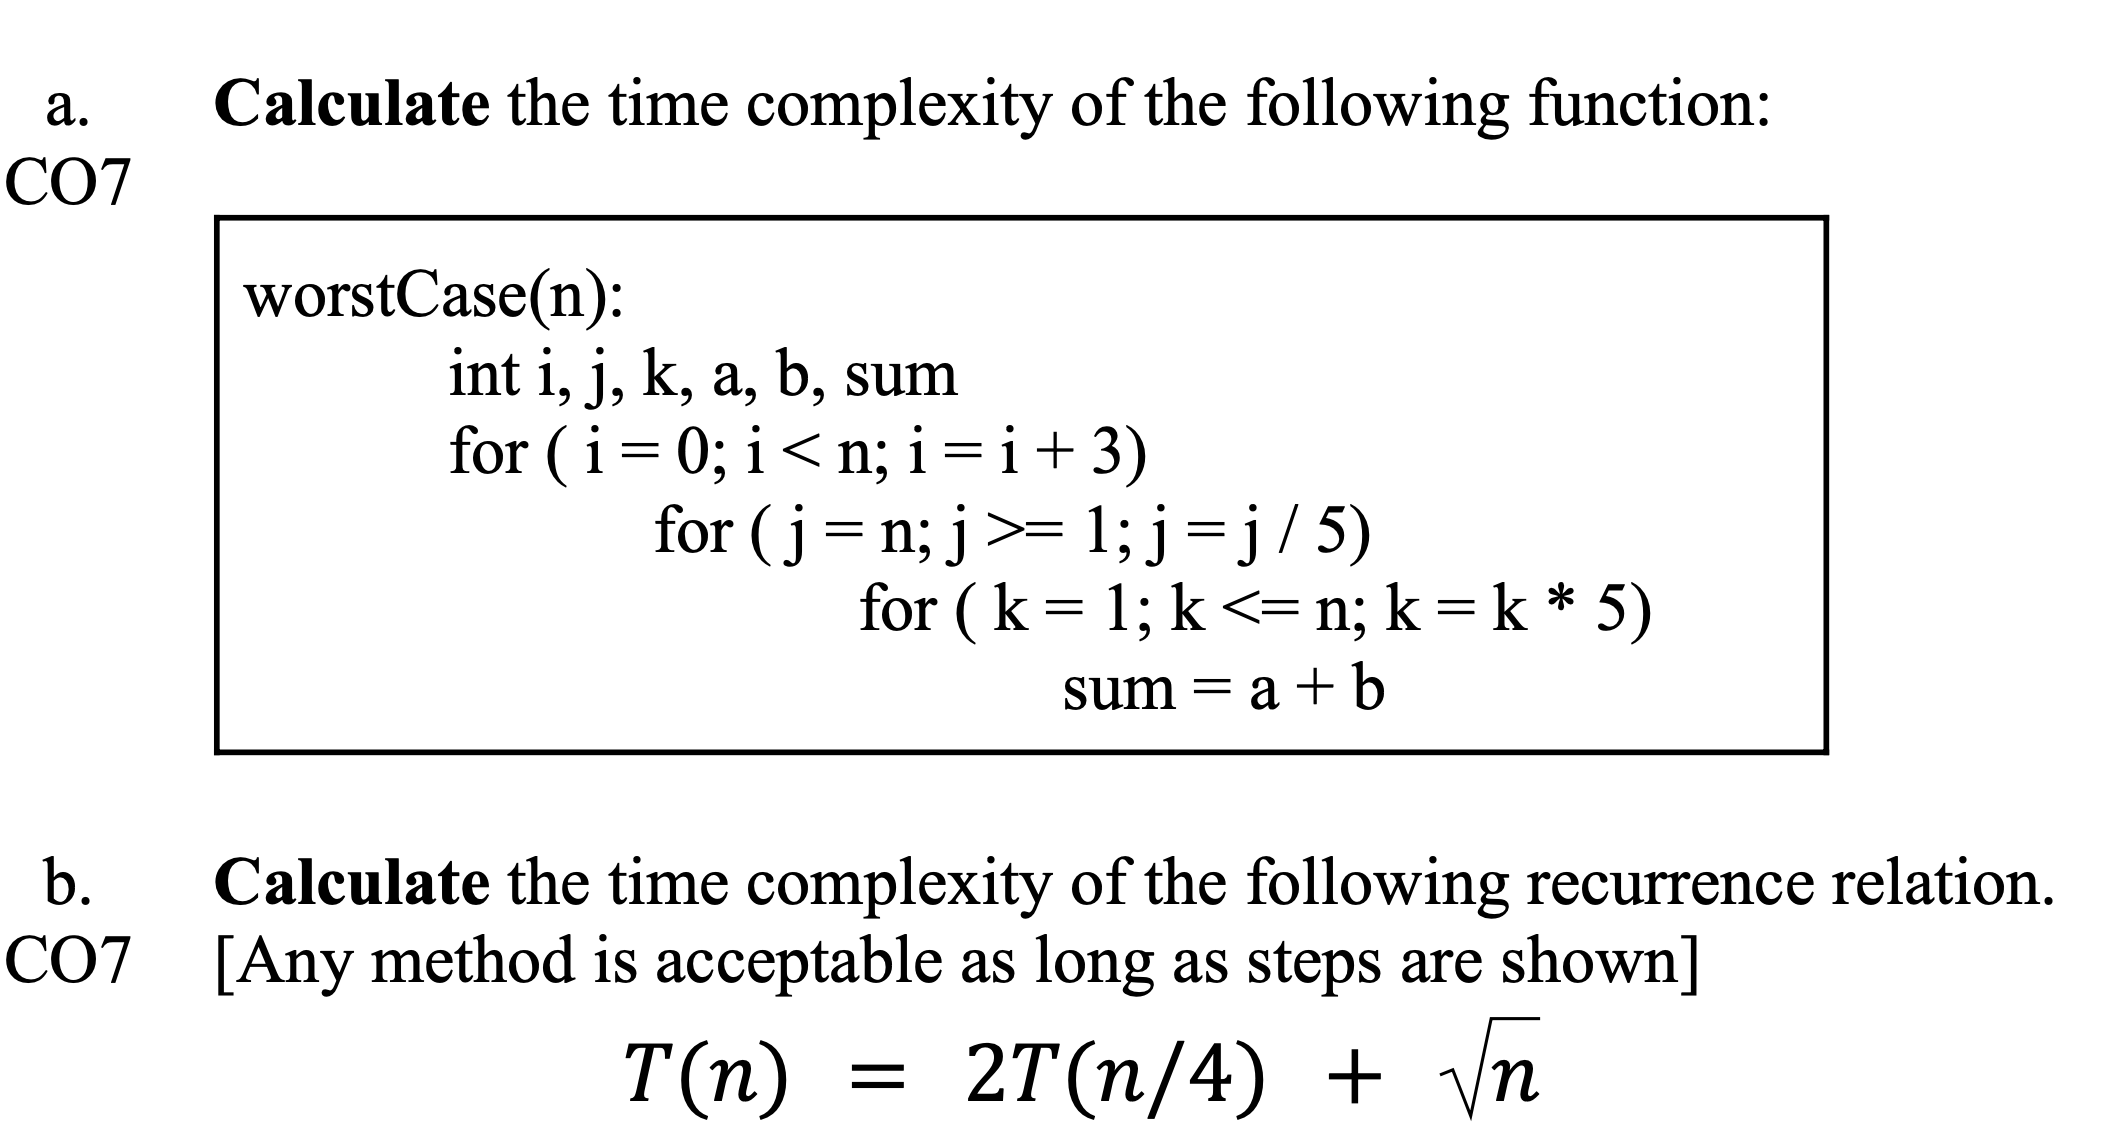 a. Calculate the time complexity of the following function:
CO7
worstCase(n):
int i, j, k, a, b, sum
for ( i = 0; i < n; i = i + 3)
for ( j = n; j >= 1; j = j / 5)
for ( k = 1; k <= n; k = k * 5)
sum = a + b
b. Calculate the time complexity of the following recurrence relation.
CO7 [Any method is acceptable as long as steps are shown]
T(n) = 2T(n/4) + √n